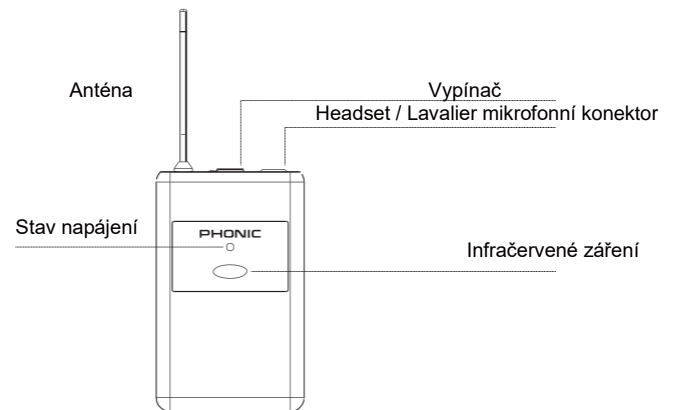 Anténa
Vypínač
Headset / Lavalier mikrofonní konektor
Stav napájení
PHONIC
Infračervené záření